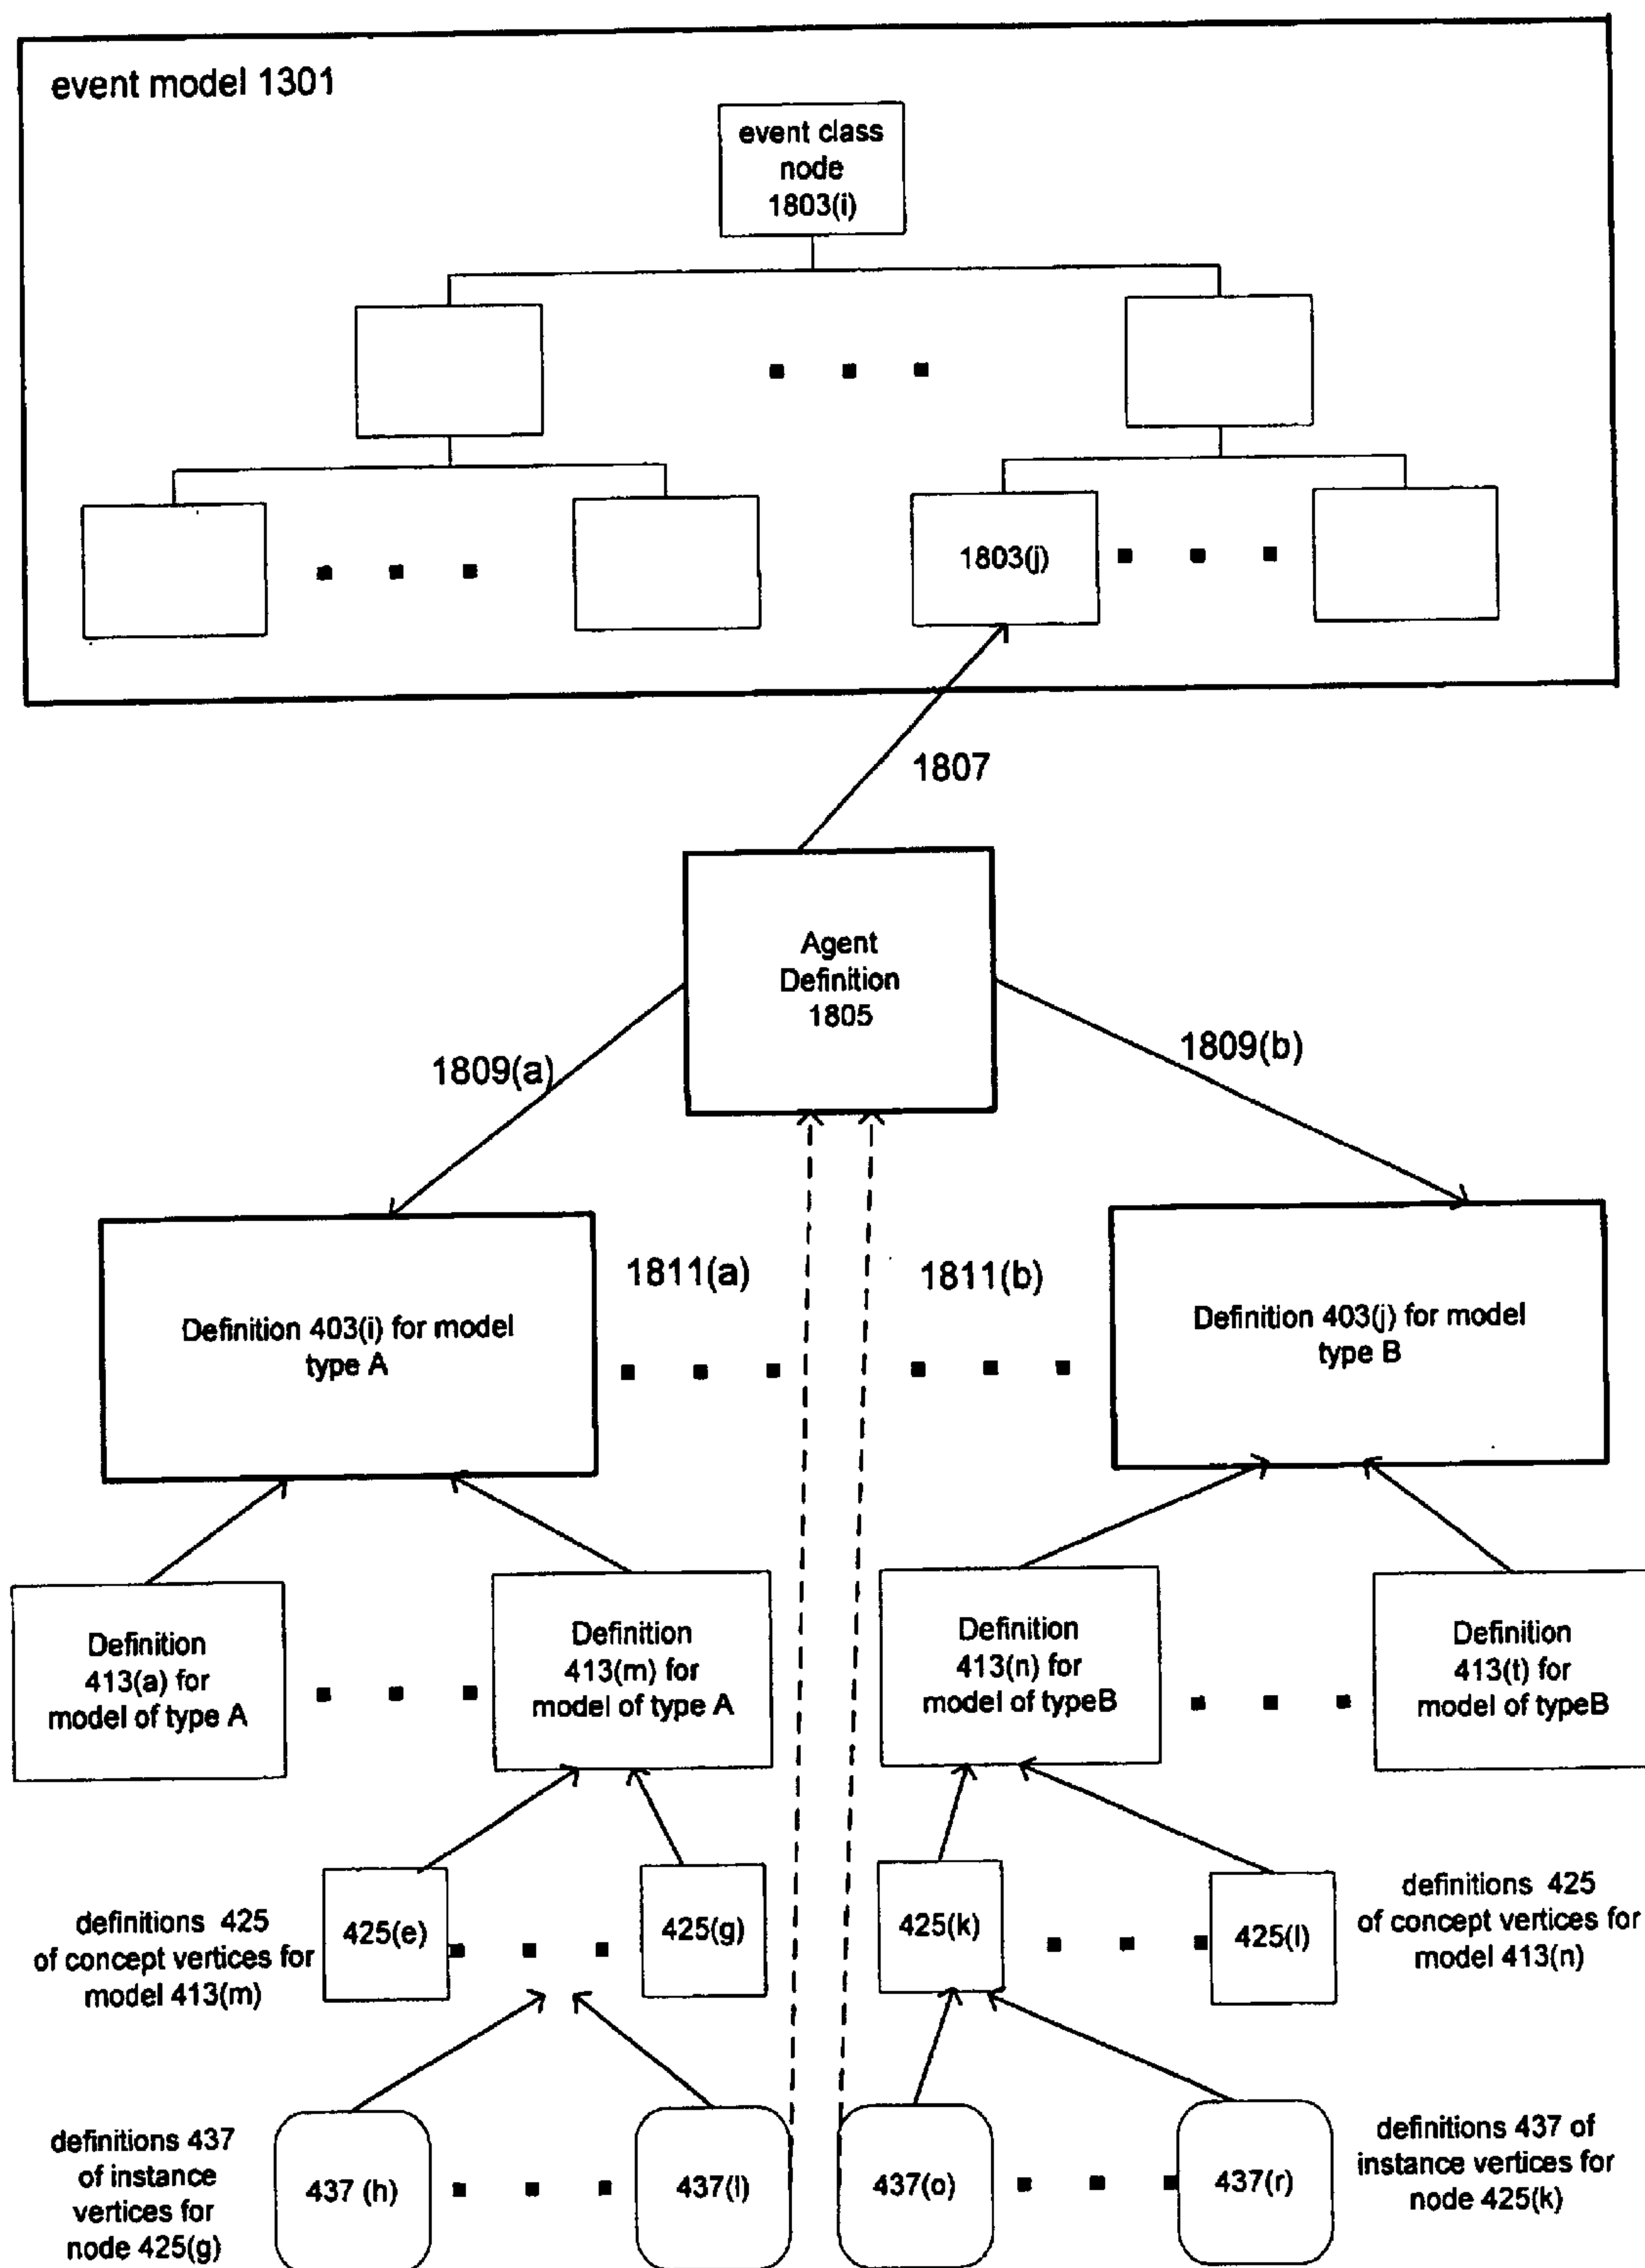 event model 1301
event class
node
1803(i)
1803(j)
1807
Agent
Definition
1805
1809(a)
1809(b)
1811(a)
1811(b)
Definition 403(i) for model
type A
Definition 403(j) for model
type B
Definition
413(a) for
model of type A
Definition
413(m) for
model of type A
Definition
413(n) for
model of typeB
Definition
413(t) for
model of typeB
definitions 425
of concept vertices for
model 413(m)
425(e)
425(g)
425(k)
425(l)
definitions 425
of concept vertices for
model 413(n)
definitions 437
of instance
vertices for
node 425(g)
437 (h)
437(l)
437(o)
437(r)
definitions 437 of
instance vertices for
node 425(k)